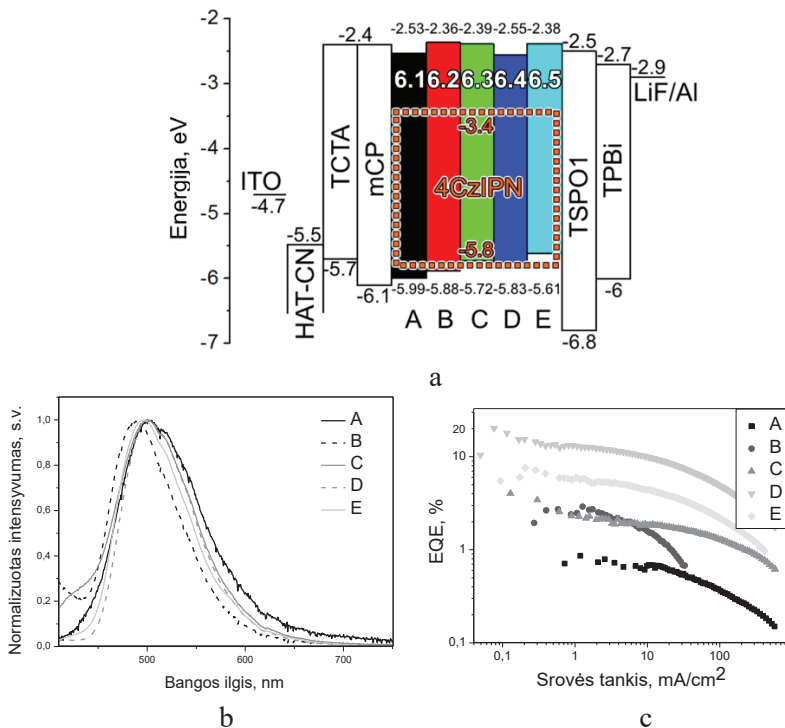 -2
-3
-4
-5
-6
-7
Energija, eV
ITO
-4.7
-5.5
HAT-CN
-2.4
TCTA
-5.7
mCP
-6.1
-2.53 -2.36 -2.39 -2.55 -2.38
6.1 6.2 6.3 6.4 6.5
-3.4
4CzIPN
-5.8
-5.99 -5.88 -5.72 -5.83 -5.61
A B C D E
-2.5
TSPO1
-6.8
-2.7
TPBi
-6
-2.9
LiF/Al
a
Normalizuotas intensyvumas, s.v.
1,0
0,8
0,6
0,4
0,2
0,0
A
B
C
D
E
500 600 700
Bangos ilgis, nm
b
EQE, %
20
10
1
0,1
A
B
C
D
E
0,1 1 10 100
Srovės tankis, mA/cm2
c